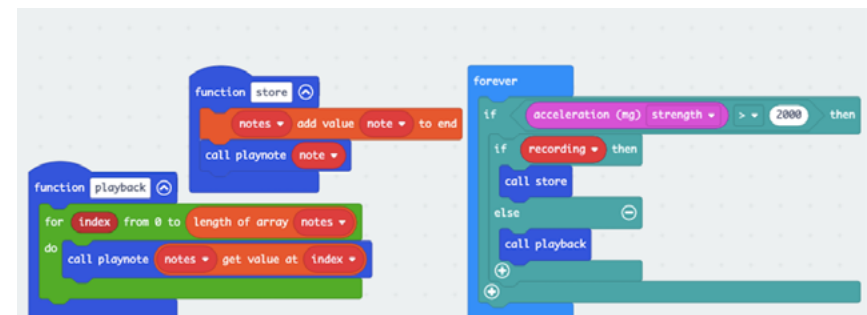 function store
notes add value note to end
call playnote note
function playback
for index from 0 to length of array notes
do
call playnote notes get value at index
forever
if acceleration (mg) strength > 2000 then
if recording then
call store
else
call playback